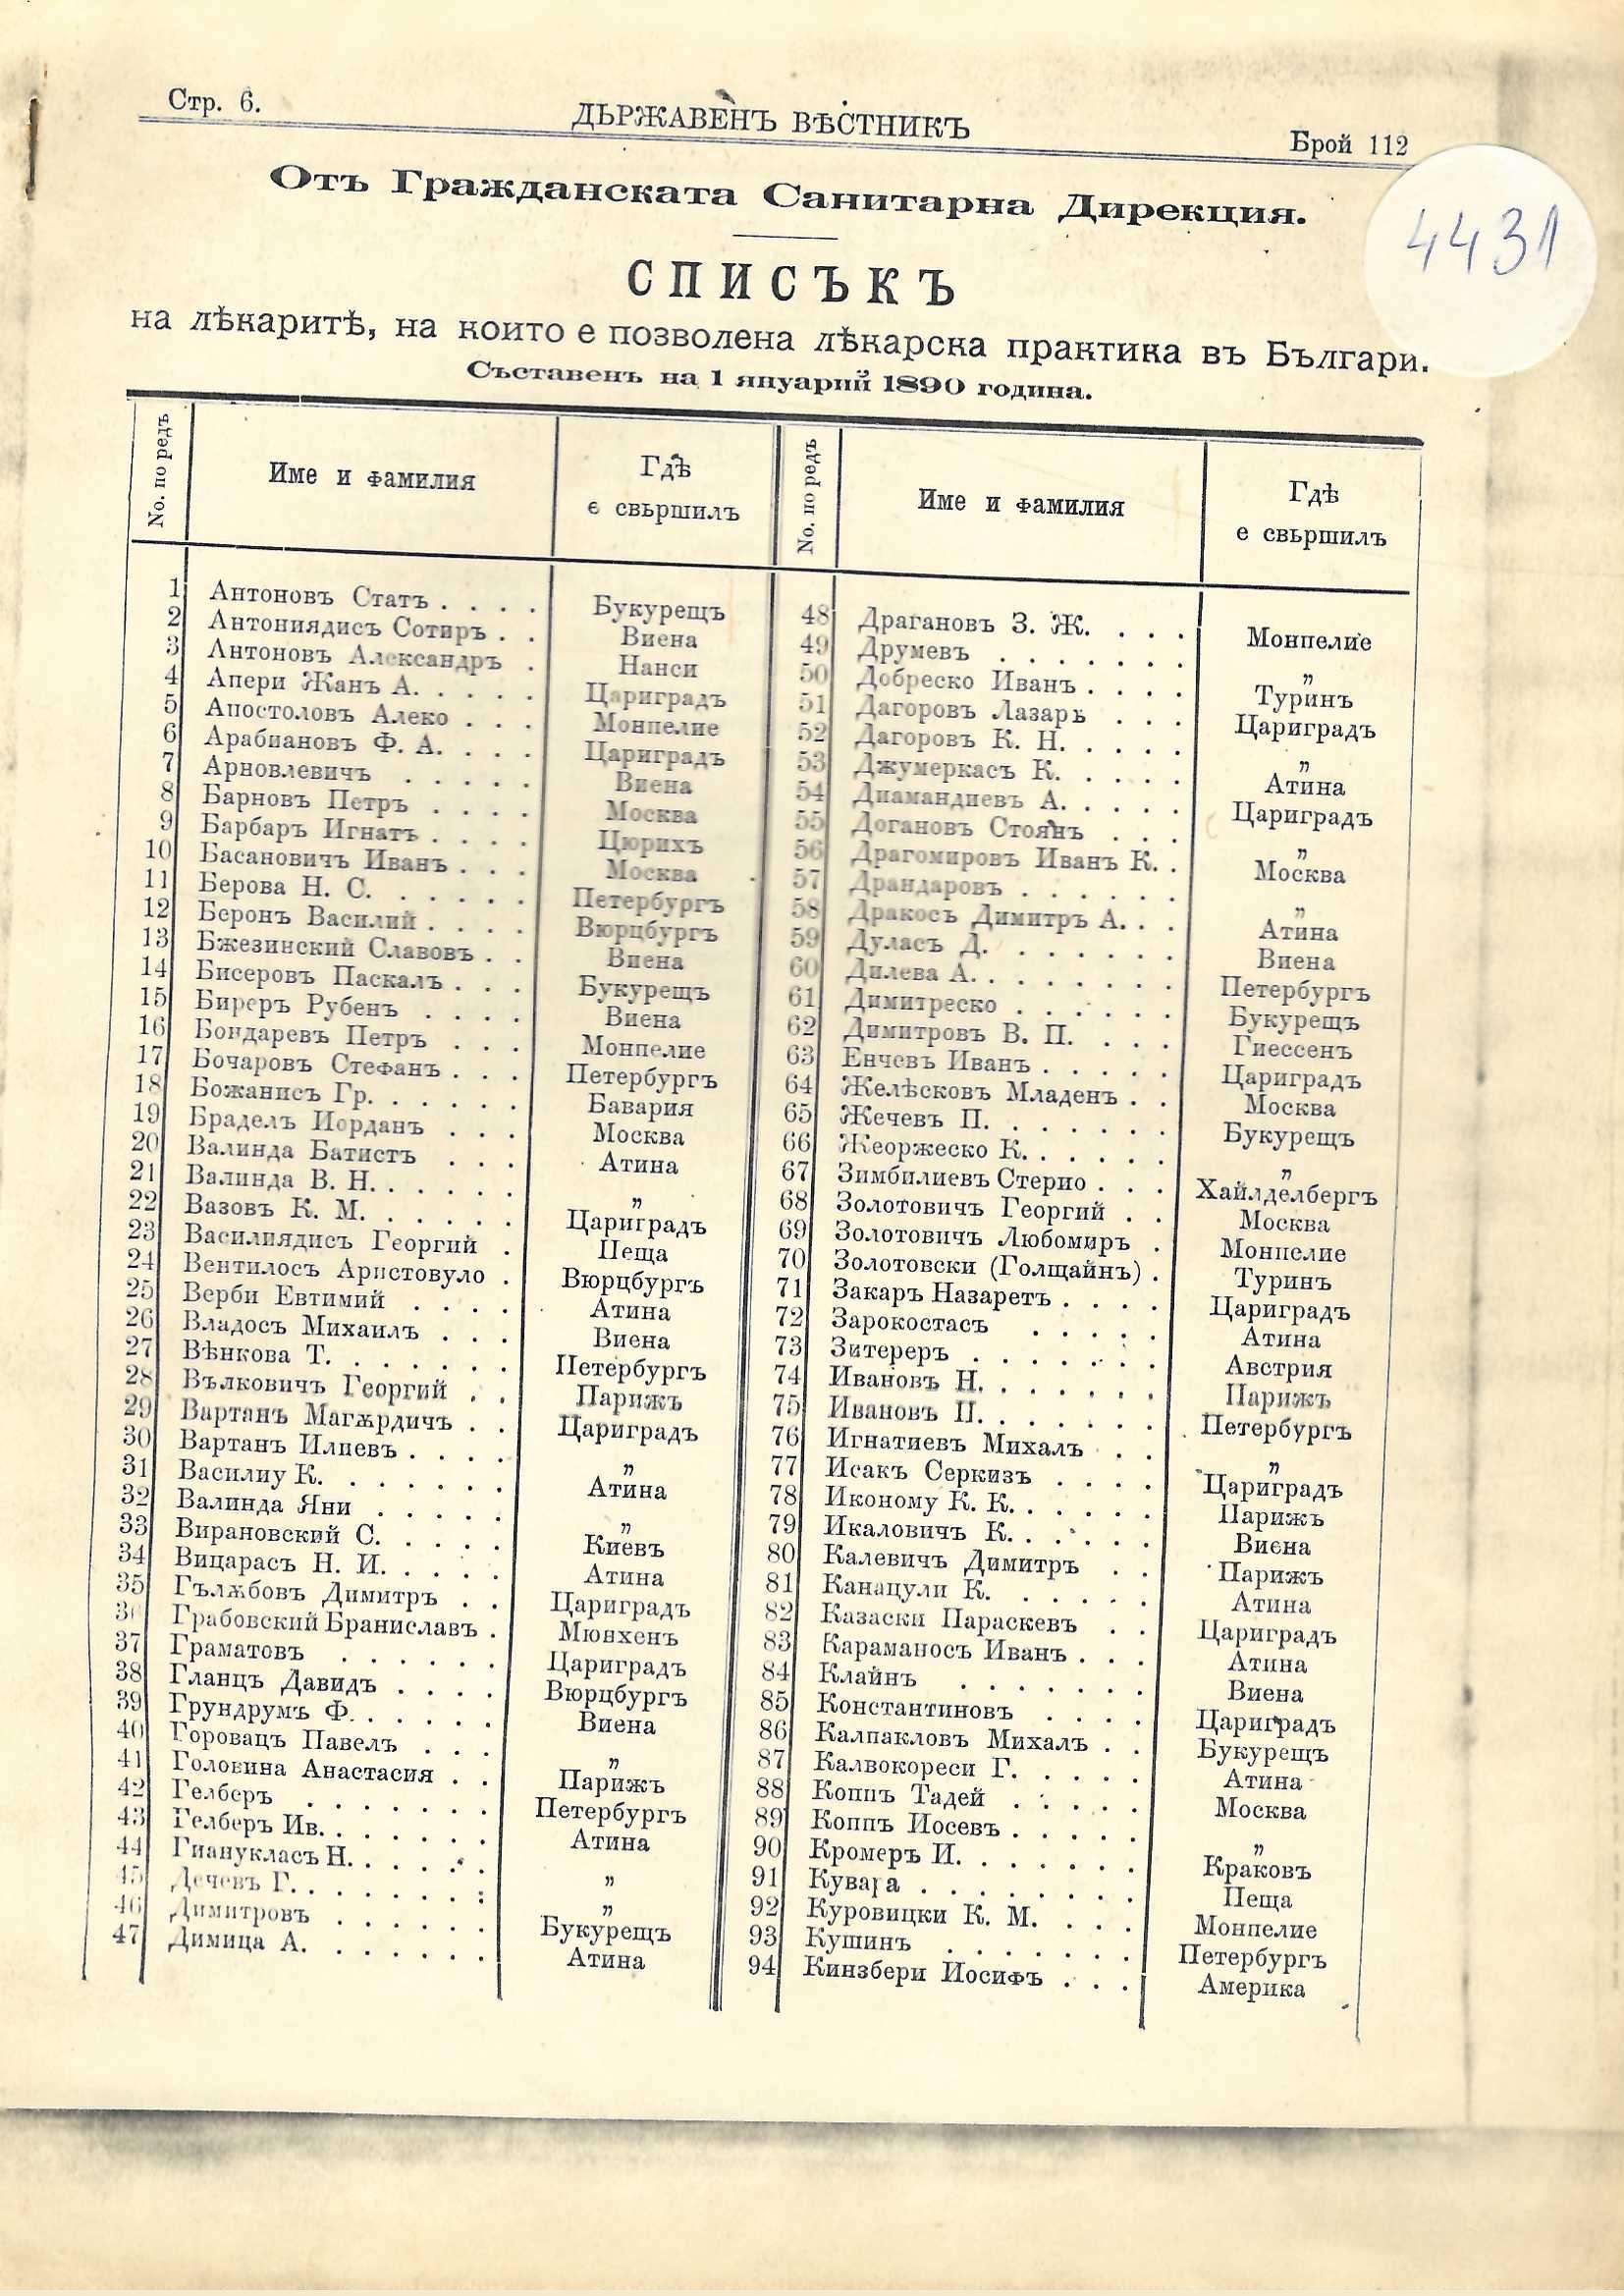 Стр. 6. ДЪРЖАВЕНЪ ВѢСТНИКЪ Брой 112
Отъ Гражданската Санитарна Дирекция.
4431
СПИСЪКЪ
на лѣкаритѣ, на които е позволена лѣкарска практика въ Българи.
Съставенъ на 1 януарий 1890 година.
No. по редъ Име и фамилия Гдѣ е свършилъ
1 Антоновъ Статъ . . . . Букурещъ
2 Антониядисъ Сотиръ . . Виена
3 Антоновъ Александръ . Нанси
4 Апери Жанъ А. . . . . Цариградъ
5 Апостоловъ Алеко . . . Монпелие
6 Арабиановъ Ф. А. . . . Цариградъ
7 Арновлевичъ . . . . . Виена
8 Барновъ Петръ . . . . Москва
9 Барбаръ Игнатъ . . . . Цюрихъ
10 Басановичъ Иванъ . . . Москва
11 Берова Н. С. . . . . . Петербургъ
12 Беронъ Василий . . . . Вюрцбургъ
13 Бжезинский Славовъ . . Виена
14 Бисеровъ Паскалъ . . . Букурещъ
15 Биреръ Рубенъ . . . . Виена
16 Бондаревъ Петръ . . . Монпелие
17 Бочаровъ Стефанъ . . . Петербургъ
18 Божанисъ Гр. . . . . . Бавария
19 Браделъ Иорданъ . . . Москва
20 Валинда Батистъ . . . Атина
21 Валинда В. Н. . . . . . „
22 Вазовъ К. М. . . . . . Цариградъ
23 Василиядисъ Георгий . Пеща
24 Вентилосъ Аристовуло . Вюрцбургъ
25 Верби Евтимий . . . . Атина
26 Владосъ Михаилъ . . . Виена
27 Вѣнкова Т. . . . . . . Петербургъ
28 Вълковичъ Георгий . . Парижъ
29 Вартанъ Магѫрдичъ . . Цариградъ
30 Вартанъ Илиевъ . . . . „
31 Василиу К. . . . . . . Атина
32 Валинда Яни . . . . . „
33 Вирановский С. . . . . Киевъ
34 Вицарасъ Н. И. . . . . Атина
35 Гълѫбовъ Димитръ . . Цариградъ
36 Грабовский Браниславъ . Мюнхенъ
37 Граматовъ . . . . . . Цариградъ
38 Гланцъ Давидъ . . . . Вюрцбургъ
39 Грундрумъ Ф. . . . . . Виена
40 Горовацъ Павелъ . . . „
41 Головина Анастасия . . Парижъ
42 Гелберъ . . . . . . . Петербургъ
43 Гелберъ Ив. . . . . . . Атина
44 Гиануклась Н. . . . . . „
45 Дечевъ Г. . . . . . . . „
46 Димитровъ . . . . . . Букурещъ
47 Димица А. . . . . . . Атина
No. по редъ Име и фамилия Гдѣ е свършилъ
48 Драгановъ З. Ж. . . . Монпелие
49 Друмевъ . . . . . . . „
50 Добреско Иванъ . . . . Туринъ
51 Дагоровъ Лазаръ . . . Цариградъ
52 Дагоровъ К. Н. . . . . „
53 Джумеркасъ К. . . . . Атина
54 Диамандиевъ А. . . . . Цариградъ
55 Догановъ Стоянъ . . . „
56 Драгомировъ Иванъ К. . Москва
57 Драндаровъ . . . . . . „
58 Дракосъ Димитръ А. . . Атина
59 Дуласъ Д. . . . . . . Виена
60 Дилева А. . . . . . . . Петербургъ
61 Димитреско . . . . . . Букурещъ
62 Димитровъ В. П. . . . Гиессенъ
63 Енчевъ Иванъ . . . . . Цариградъ
64 Желѣсковъ Младенъ . . Москва
65 Жечевъ П. . . . . . . Букурещъ
66 Жеоржеско К. . . . . . „
67 Зимбилиевъ Стерио . . . Хайлделбергъ
68 Золотовичъ Георгий . . Москва
69 Золотовичъ Любомиръ . Монпелие
70 Золотовски (Голщайнъ) . Туринъ
71 Закаръ Назаретъ . . . . Цариградъ
72 Зарокостасъ . . . . . Атина
73 Зитереръ . . . . . . . Австрия
74 Ивановъ Н. . . . . . . Парижъ
75 Ивановъ П. . . . . . . Петербургъ
76 Игнатиевъ Михалъ . . „
77 Исакъ Серкизъ . . . . Цариградъ
78 Икономy К. К. . . . . . Парижъ
79 Икаловичъ К. . . . . . Виена
80 Калевичъ Димитръ . . Парижъ
81 Канацули К. . . . . . Атина
82 Казаски Параскевъ . . Цариградъ
83 Караманосъ Иванъ . . . Атина
84 Клайнъ . . . . . . . Виена
85 Константиновъ . . . . Цариградъ
86 Калпакловъ Михалъ . . Букурещъ
87 Калвокореси Г. . . . . Атина
88 Коппъ Тадей . . . . . Москва
89 Коппъ Иосевъ . . . . . „
90 Кромеръ И. . . . . . . Краковъ
91 Кувара . . . . . . . . Пеща
92 Куровицки К. М. . . . Монпелие
93 Кушинъ . . . . . . . Петербургъ
94 Кинзбери Иосифъ . . . Америка